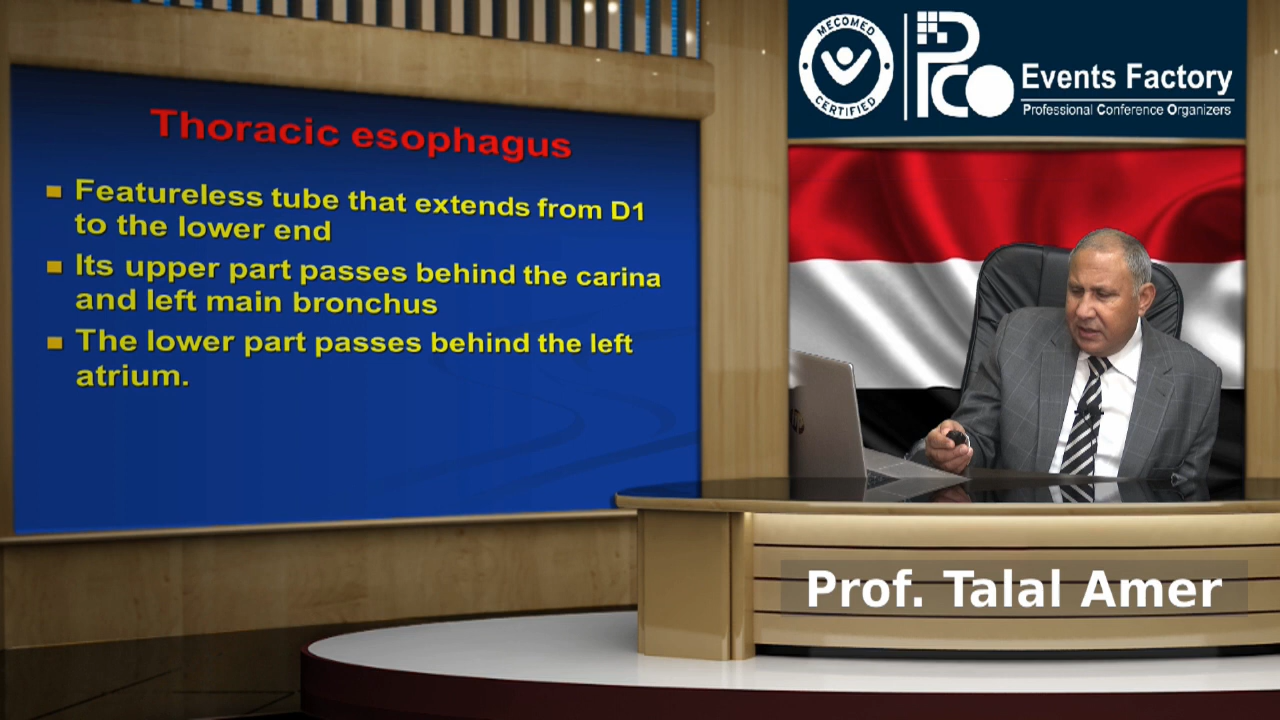 Thoracic esophagus
Featureless tube that extends from D1
to the lower end
Its upper part passes behind the carina
and left main bronchus
The lower part passes behind the left
atrium.
MECOMED
CERTIFIED
PCO
Events Factory
Professional Conference Organizers
hp
Prof. Talal Amer